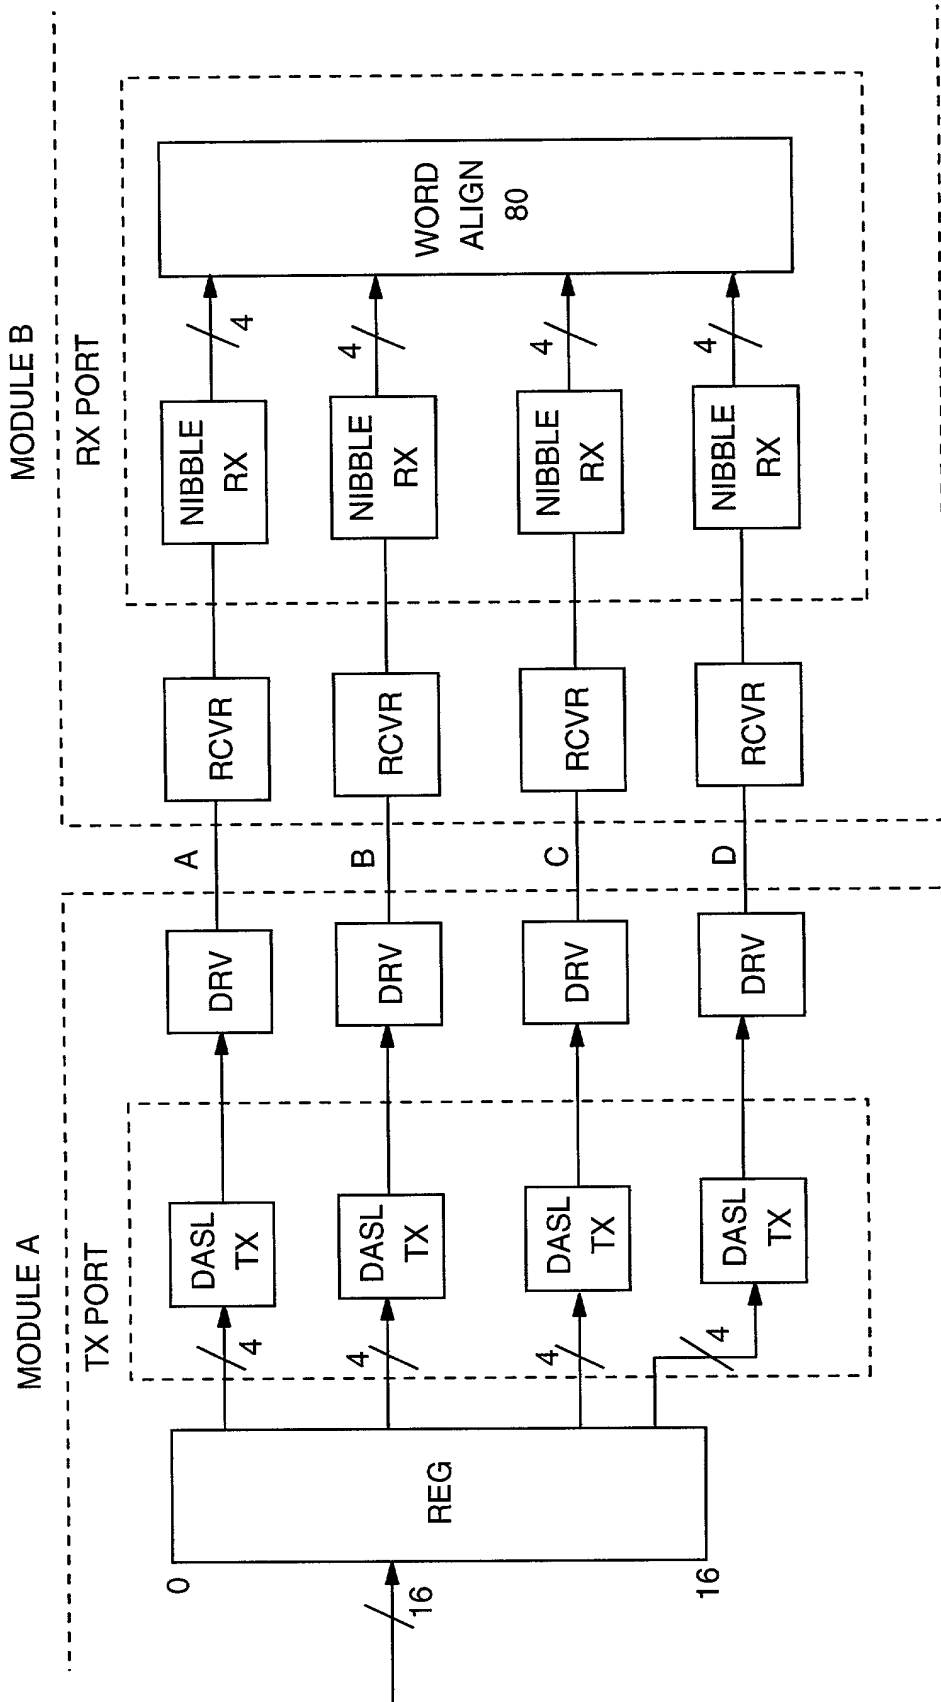 MODULE A
MODULE B
TX PORT
RX PORT
0
16
REG
16
4
DASL
TX
DRV
A
RCVR
NIBBLE
RX
4
4
DASL
TX
DRV
B
RCVR
NIBBLE
RX
4
4
DASL
TX
DRV
C
RCVR
NIBBLE
RX
4
4
DASL
TX
DRV
D
RCVR
NIBBLE
RX
4
WORD
ALIGN
80